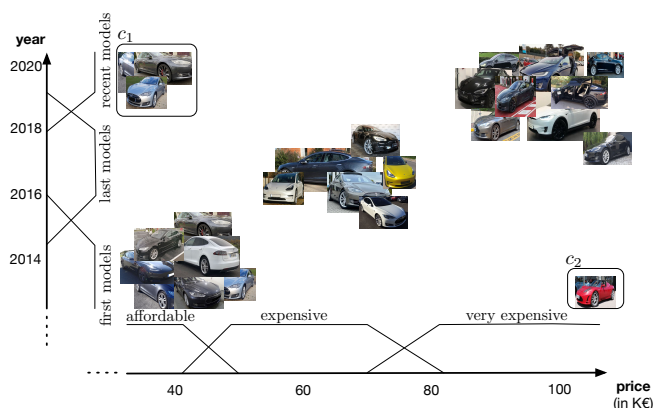 year
2020
2018
2016
2014
recent models
last models
first models
c1
c2
affordable
expensive
very expensive
40
60
80
100
price
(in K€)